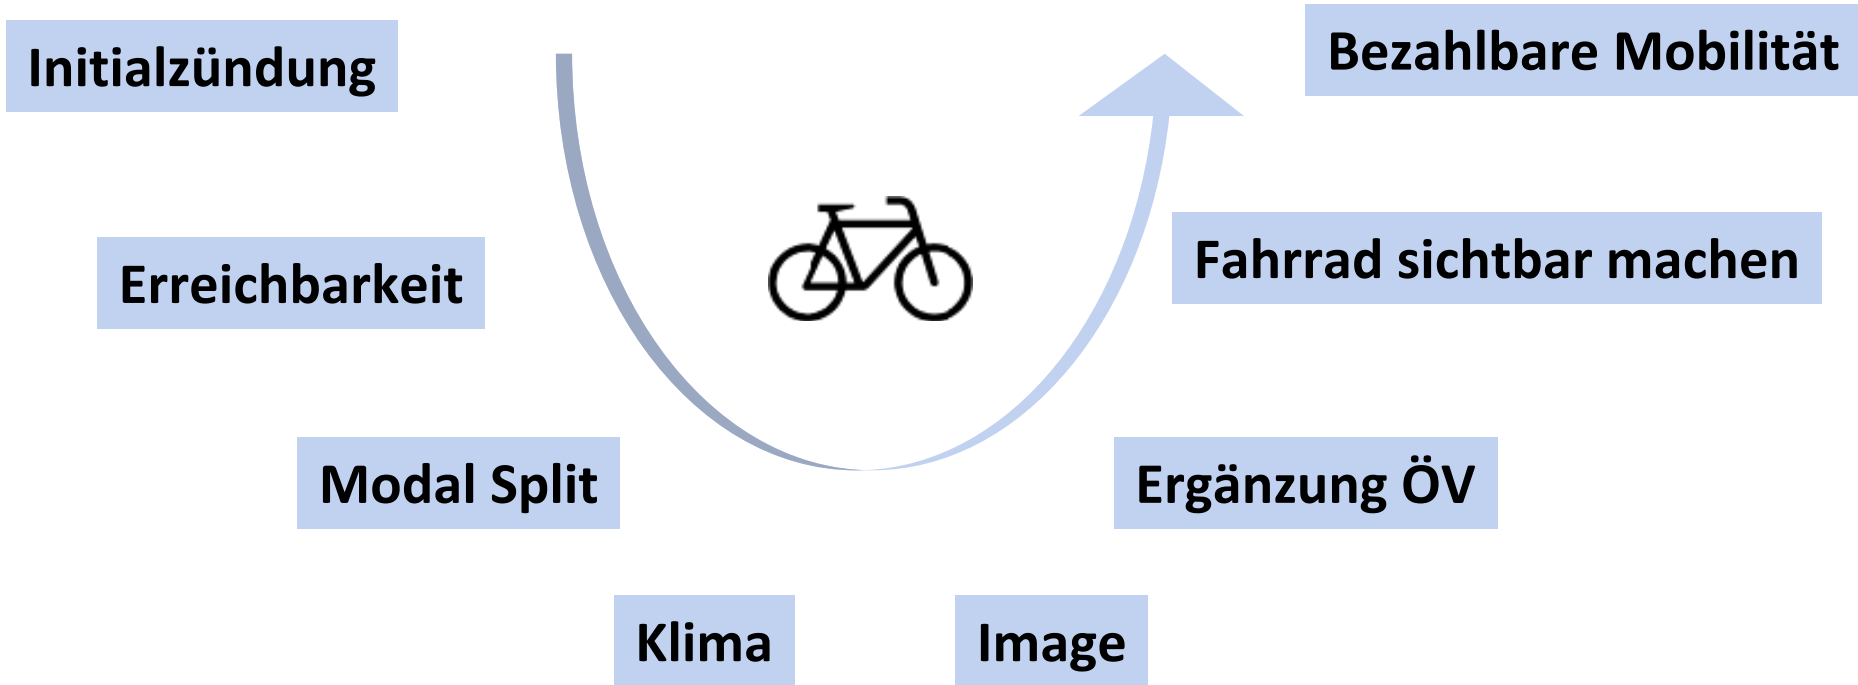 Initialzündung
Erreichbarkeit
Modal Split
Klima
Image
Ergänzung ÖV
Fahrrad sichtbar machen
Bezahlbare Mobilität